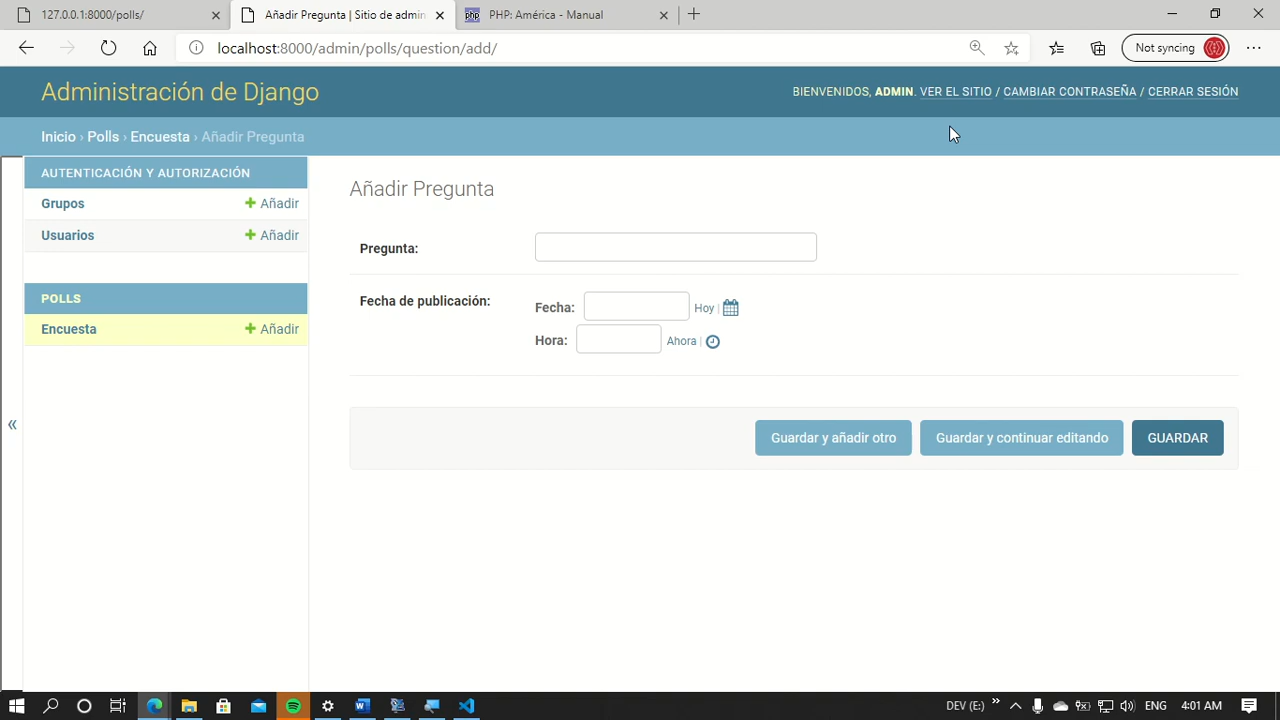 127.0.0.1:8000/polls/
Añadir Pregunta | Sitio de admin
PHP: América - Manual
localhost:8000/admin/polls/question/add/
Not syncing
Administración de Django
BIENVENIDOS, ADMIN. VER EL SITIO / CAMBIAR CONTRASEÑA / CERRAR SESIÓN
Inicio › Polls › Encuesta › Añadir Pregunta
AUTENTICACIÓN Y AUTORIZACIÓN
Grupos + Añadir
Usuarios + Añadir
POLLS
Encuesta + Añadir
«
Añadir Pregunta
Pregunta:
Fecha de publicación:
Fecha: Hoy |
Hora: Ahora |
Guardar y añadir otro
Guardar y continuar editando
GUARDAR
DEV (E:) » ENG 4:01 AM